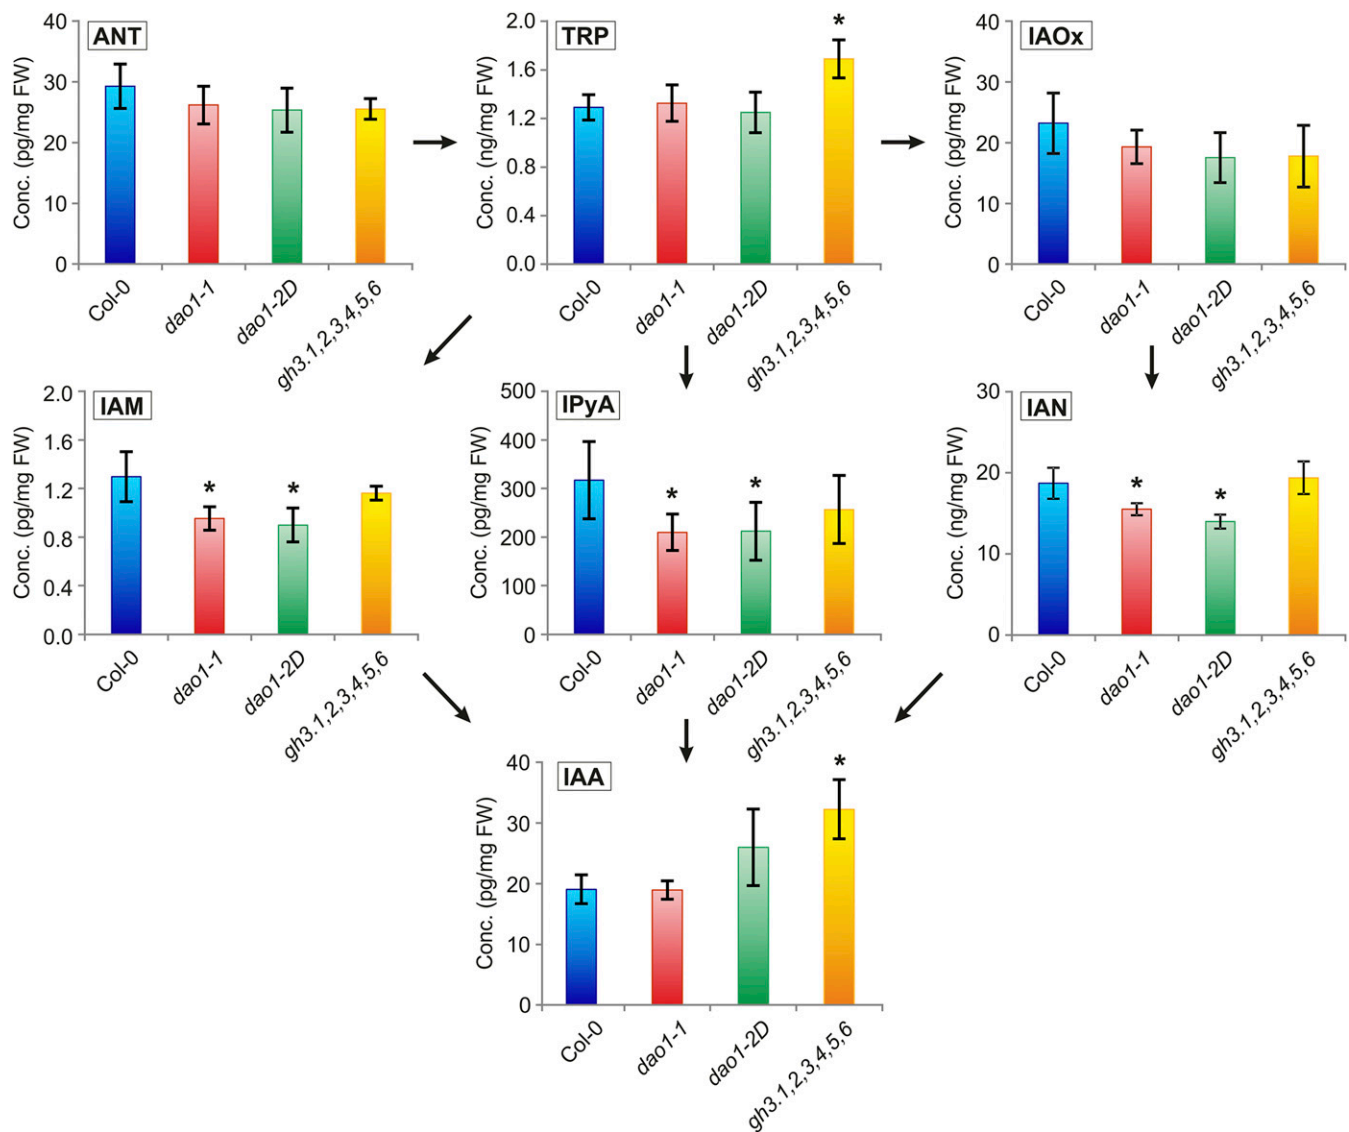 ANT
Conc. (pg/mg FW)
40
30
20
10
0
Col-0
dao1-1
dao1-2D
gh3.1,2,3,4,5,6
TRP
Conc. (ng/mg FW)
2.0
1.6
1.2
0.8
0.4
0.0
*
Col-0
dao1-1
dao1-2D
gh3.1,2,3,4,5,6
IAOx
Conc. (pg/mg FW)
40
30
20
10
0
Col-0
dao1-1
dao1-2D
gh3.1,2,3,4,5,6
IAM
Conc. (pg/mg FW)
2.0
1.6
1.2
0.8
0.4
0.0
*
*
Col-0
dao1-1
dao1-2D
gh3.1,2,3,4,5,6
IPyA
Conc. (pg/mg FW)
500
400
300
200
100
0
*
*
Col-0
dao1-1
dao1-2D
gh3.1,2,3,4,5,6
IAN
Conc. (ng/mg FW)
30
20
10
0
*
*
Col-0
dao1-1
dao1-2D
gh3.1,2,3,4,5,6
IAA
Conc. (pg/mg FW)
40
30
20
10
0
*
Col-0
dao1-1
dao1-2D
gh3.1,2,3,4,5,6